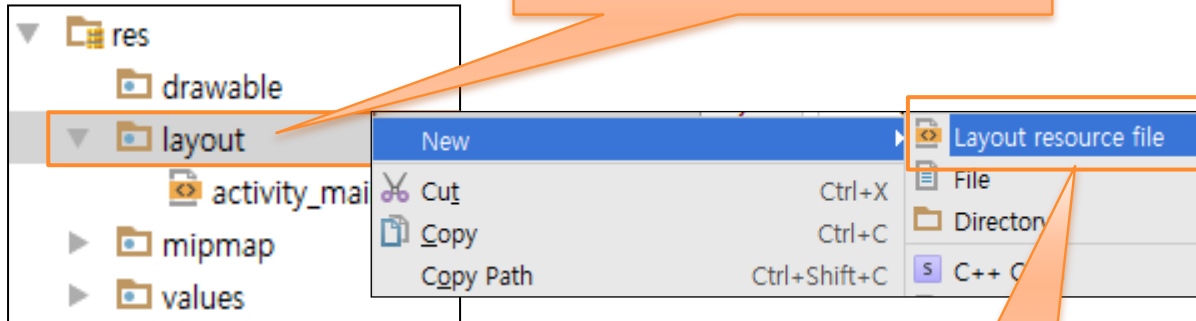 res
drawable
layout
activity_mai
mipmap
values
New
Cut Ctrl+X
Copy Ctrl+C
Copy Path Ctrl+Shift+C
Layout resource file
File
Directory
C++ C